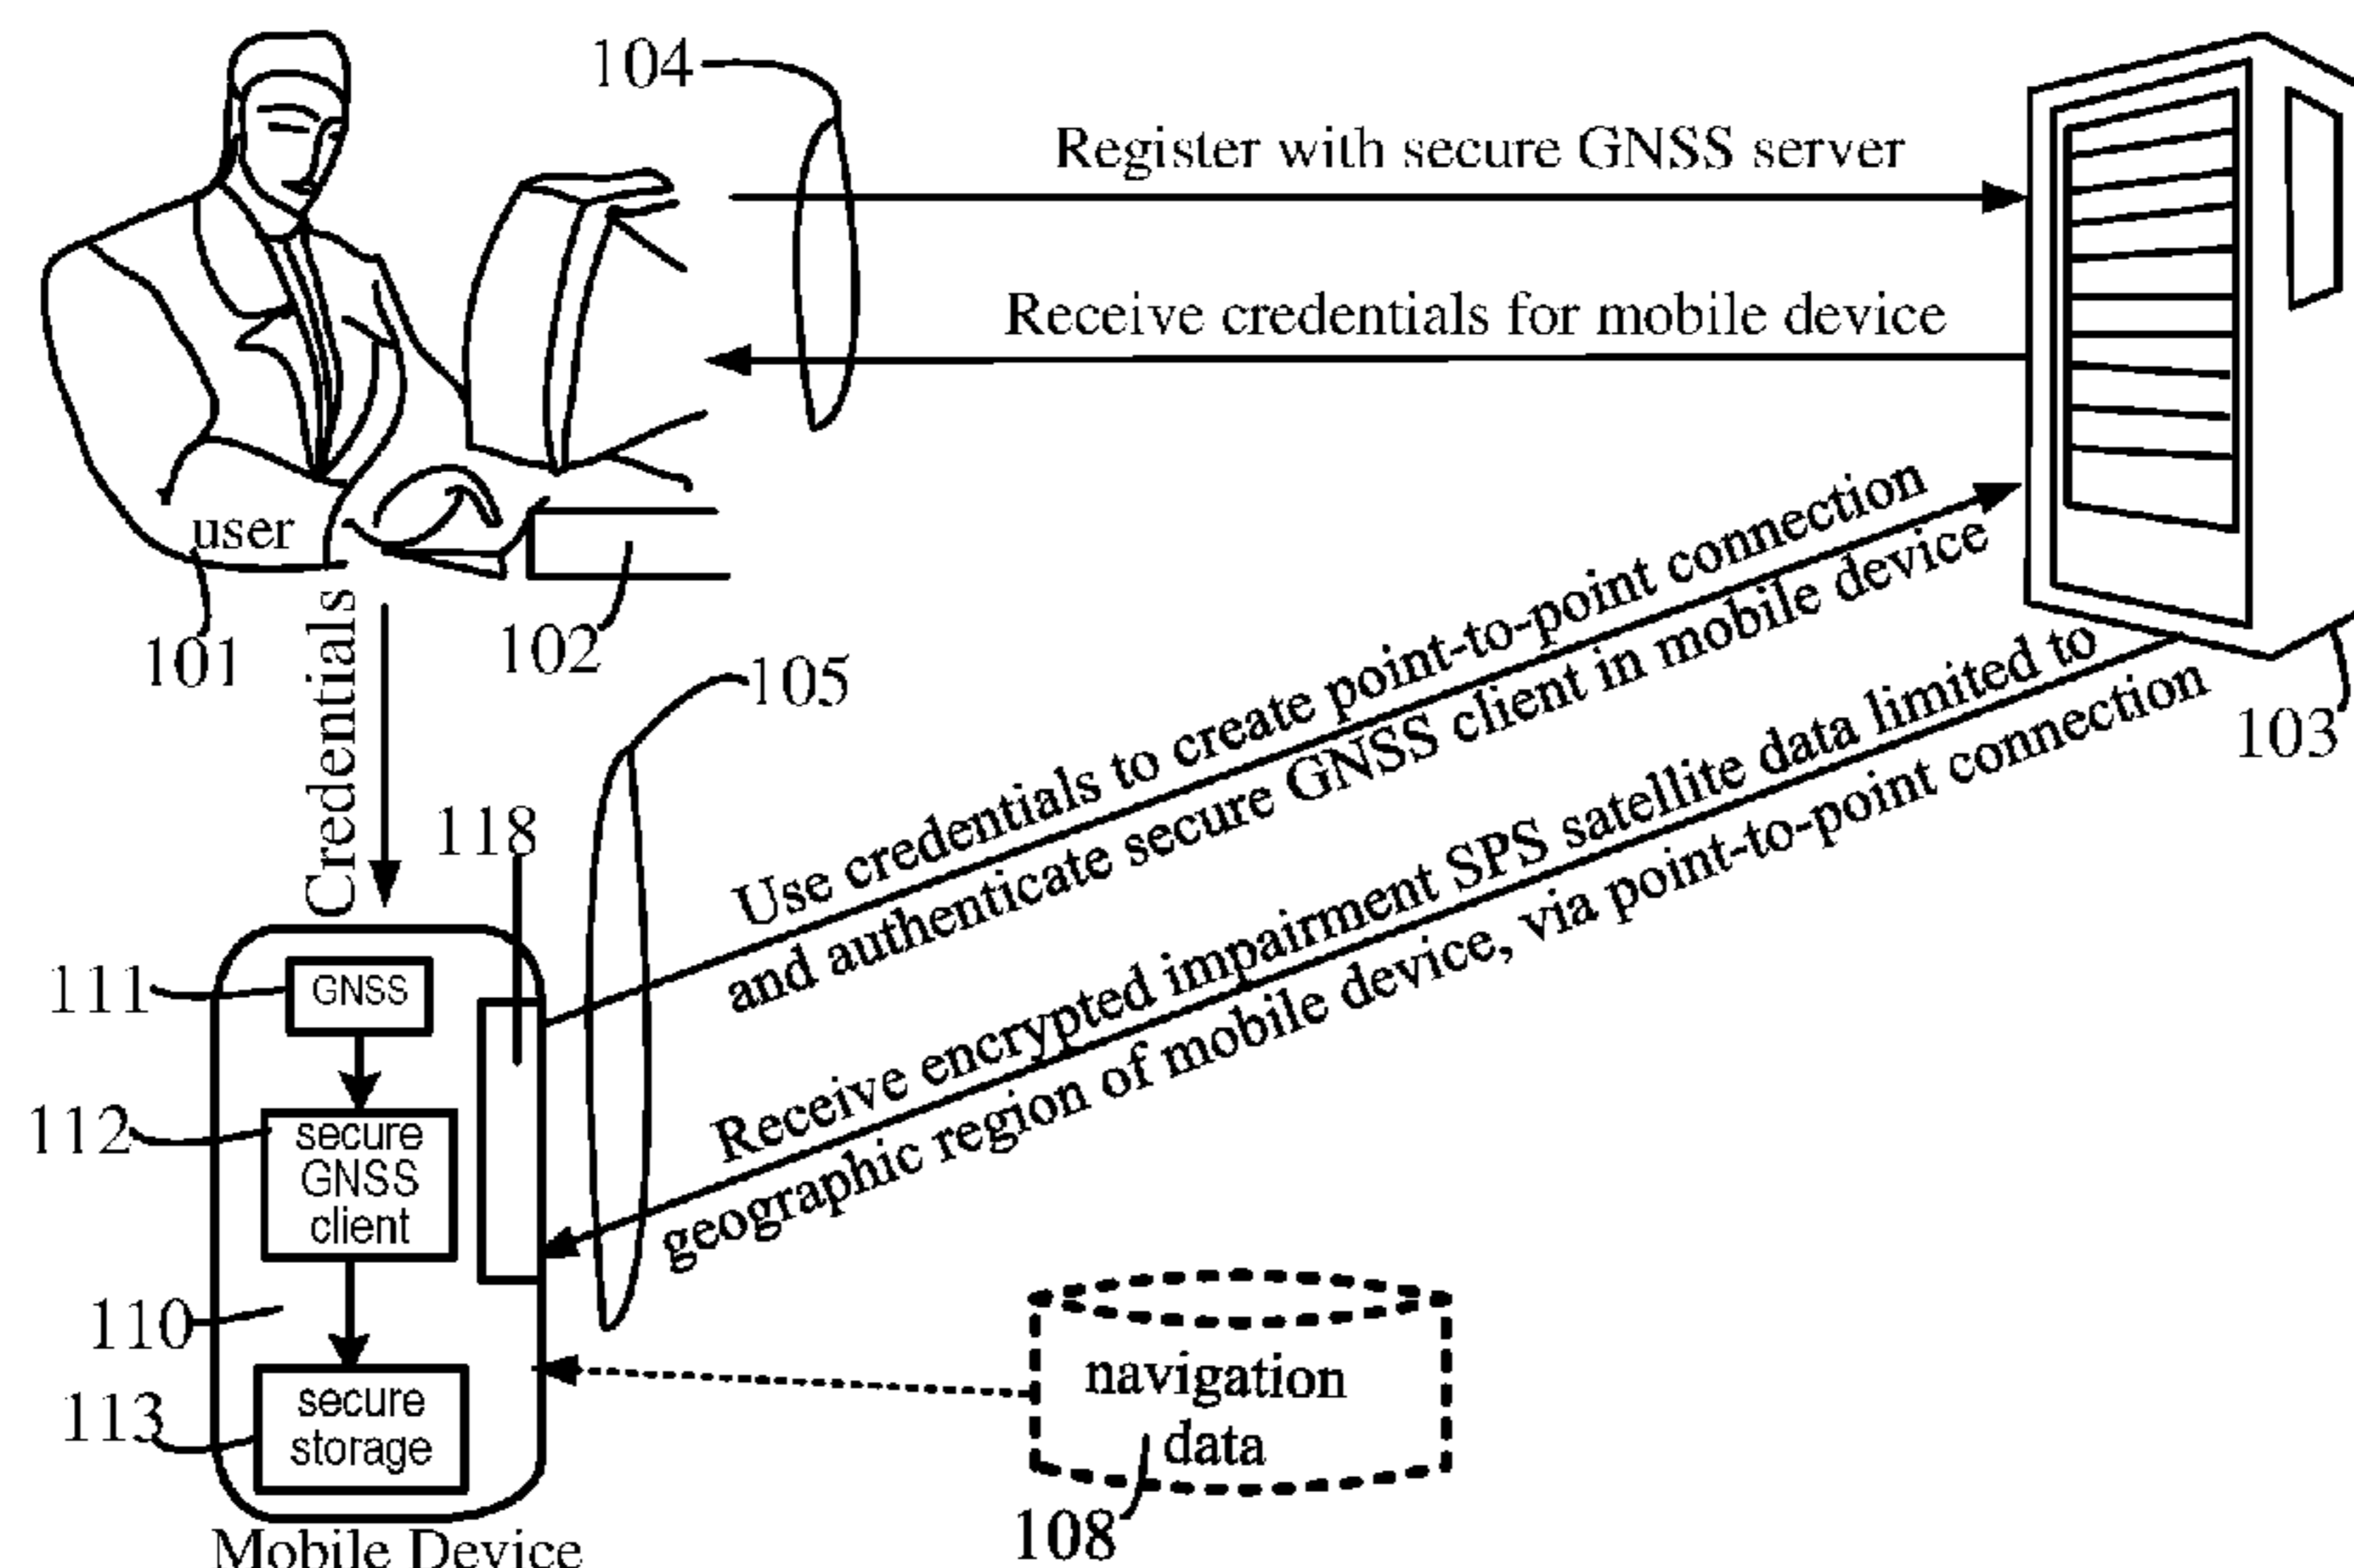 104
Register with secure GNSS server
Receive credentials for mobile device
user
101
102
Credentials
105
103
Use credentials to create point-to-point connection
and authenticate secure GNSS client in mobile device
Receive encrypted impairment SPS satellite data limited to
geographic region of mobile device, via point-to-point connection
118
111
GNSS
112
secure
GNSS
client
110
113
secure
storage
navigation
data
108
Mobile Device